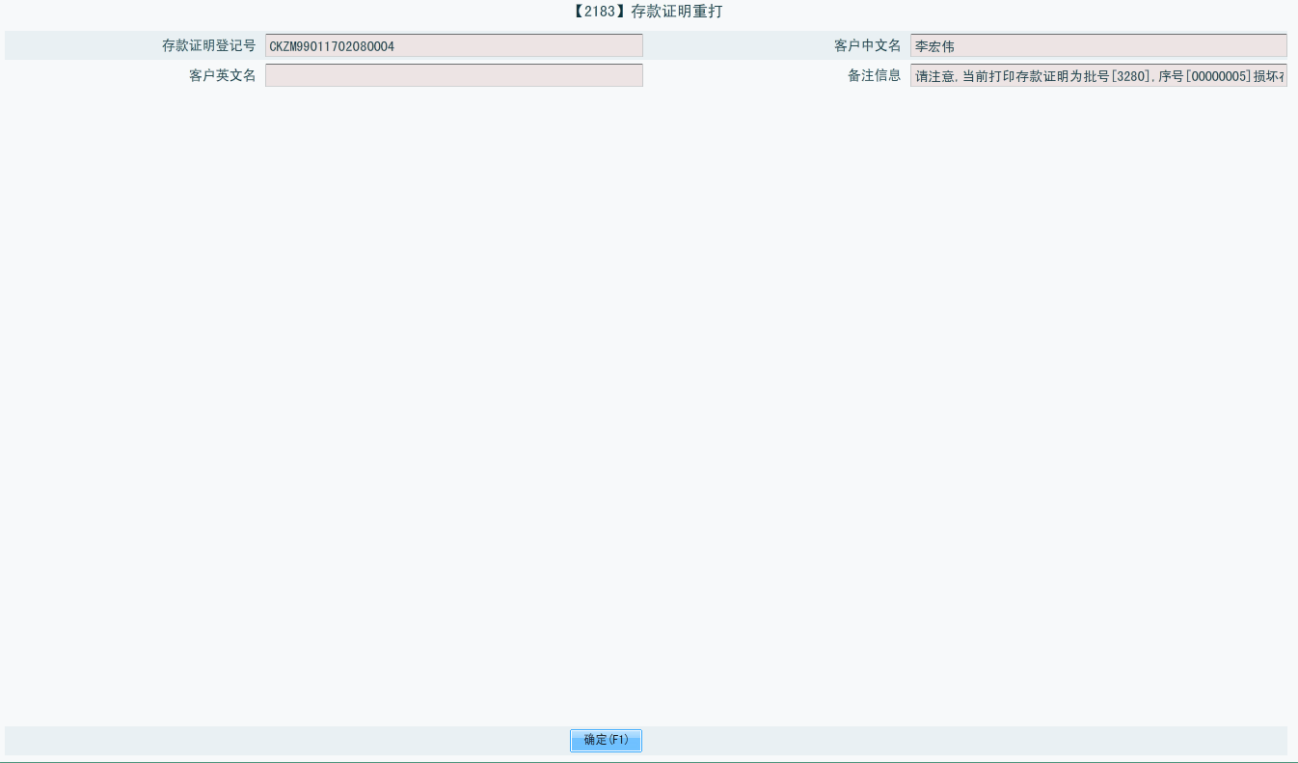 【2183】存款证明重打
存款证明登记号 CKZM99011702080004 客户中文名 李宏伟
客户英文名 备注信息 请注意,当前打印存款证明为批号[3280],序号[00000005]损坏
确定(F1)